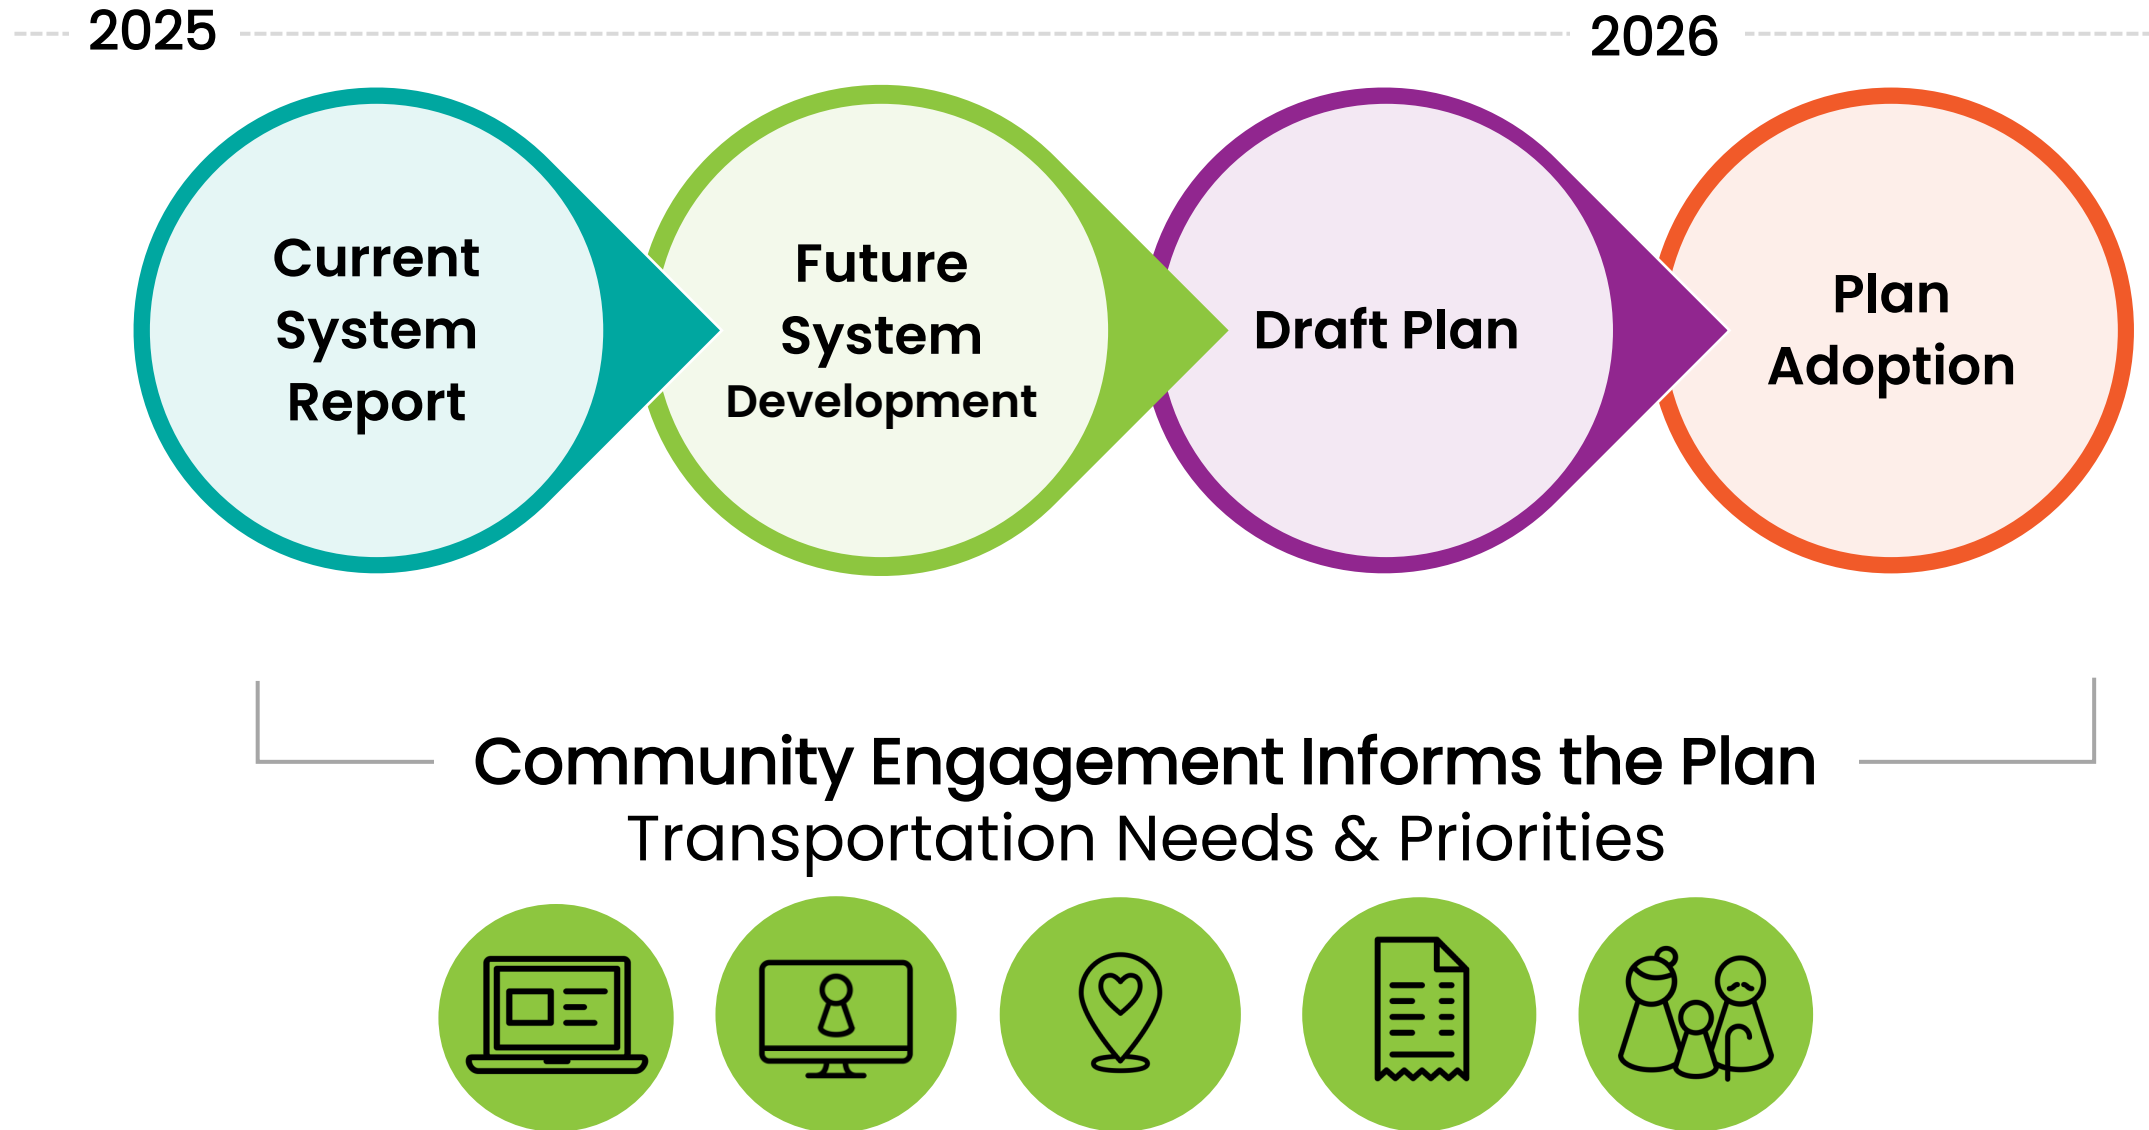 2025
2026
Current
System
Report
Future
System
Development
Draft Plan
Plan
Adoption
Community Engagement Informs the Plan
Transportation Needs & Priorities